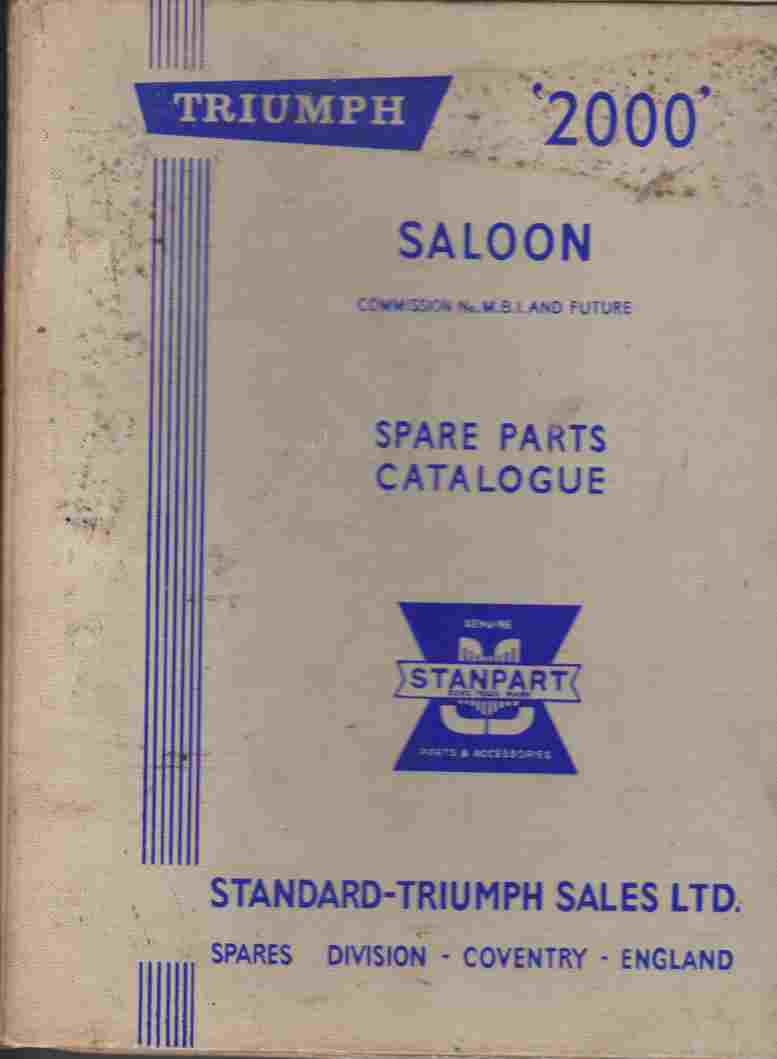 TRIUMPH '2000'
SALOON
COMMISSION No. M.B.1. AND FUTURE
SPARE PARTS
CATALOGUE
GENUINE
STANPART
PARTS & ACCESSORIES
STANDARD-TRIUMPH SALES LTD.
SPARES DIVISION - COVENTRY - ENGLAND